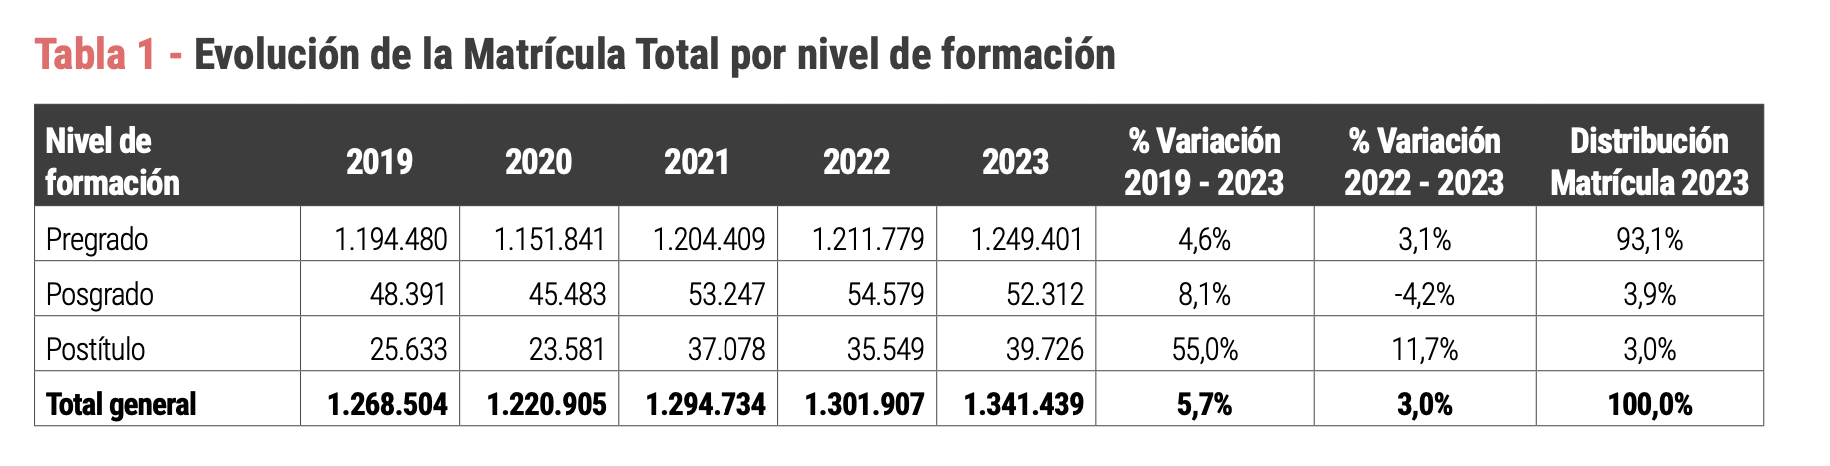 Tabla 1 - Evolución de la Matrícula Total por nivel de formación
Nivel de formación 2019 2020 2021 2022 2023 % Variación 2019 - 2023 % Variación 2022 - 2023 Distribución Matrícula 2023
Pregrado 1.194.480 1.151.841 1.204.409 1.211.779 1.249.401 4,6% 3,1% 93,1%
Posgrado 48.391 45.483 53.247 54.579 52.312 8,1% -4,2% 3,9%
Postítulo 25.633 23.581 37.078 35.549 39.726 55,0% 11,7% 3,0%
Total general 1.268.504 1.220.905 1.294.734 1.301.907 1.341.439 5,7% 3,0% 100,0%